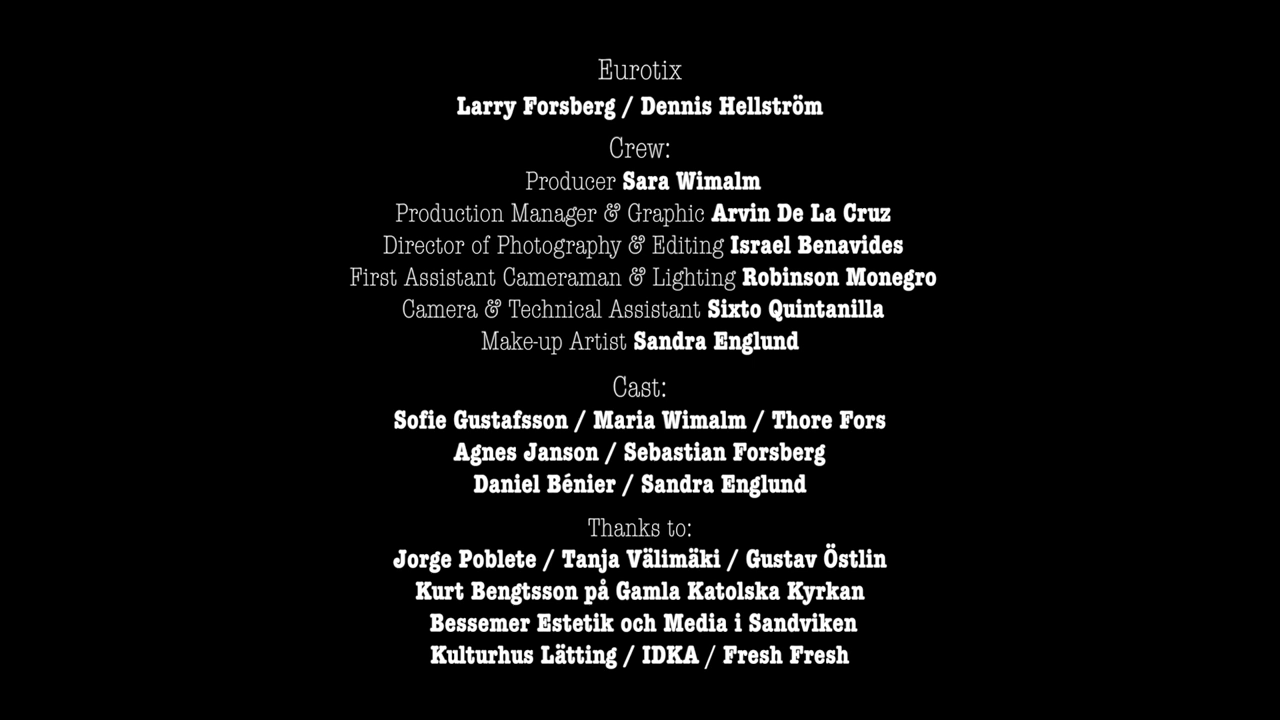 Eurotix
Larry Forsberg / Dennis Hellström
Crew:
Producer Sara Wimalm
Production Manager & Graphic Arvin De La Cruz
Director of Photography & Editing Israel Benavides
First Assistant Cameraman & Lighting Robinson Monegro
Camera & Technical Assistant Sixto Quintanilla
Make-up Artist Sandra Englund
Cast:
Sofie Gustafsson / Maria Wimalm / Thore Fors
Agnes Janson / Sebastian Forsberg
Daniel Bénier / Sandra Englund
Thanks to:
Jorge Poblete / Tanja Välimäki / Gustav Östlin
Kurt Bengtsson på Gamla Katolska Kyrkan
Bessemer Estetik och Media i Sandviken
Kulturhus Lätting / IDKA / Fresh Fresh